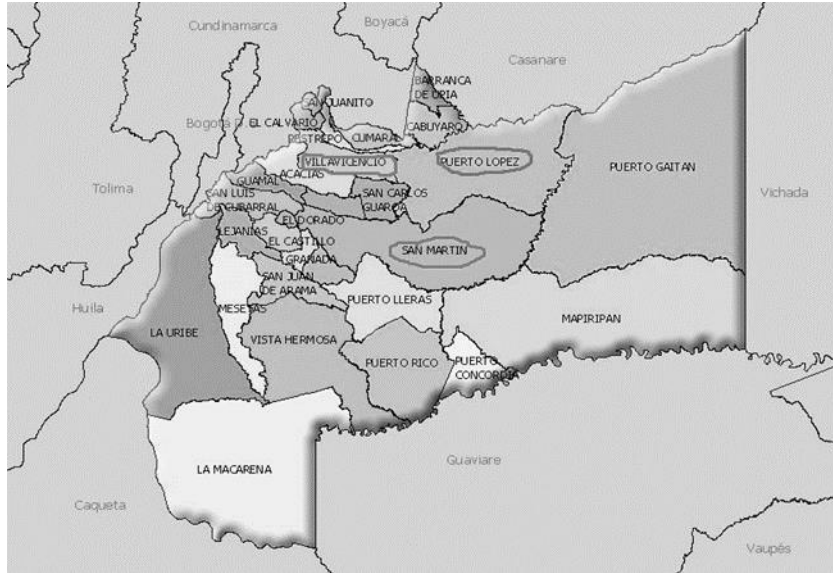 Cundinamarca
Boyacá
Casanare
BARRANCA
DE UPIA
SAN JUANITO
Bogotá D.C.
EL CALVARIO
CABUYARO
RESTREPO
CUMARAL
VILLAVICENCIO
PUERTO LOPEZ
PUERTO GAITAN
ACACIAS
GUAMAL
Tolima
SAN LUIS
DE CUBARRAL
SAN CARLOS
GUAROA
Vichada
EL DORADO
LEJANIAS
EL CASTILLO
SAN MARTIN
GRANADA
SAN JUAN
DE ARAMA
PUERTO LLERAS
Huila
MESETAS
MAPIRIPAN
LA URIBE
VISTA HERMOSA
PUERTO RICO
PUERTO
CONCORDIA
Guaviare
LA MACARENA
Caqueta
Vaupés